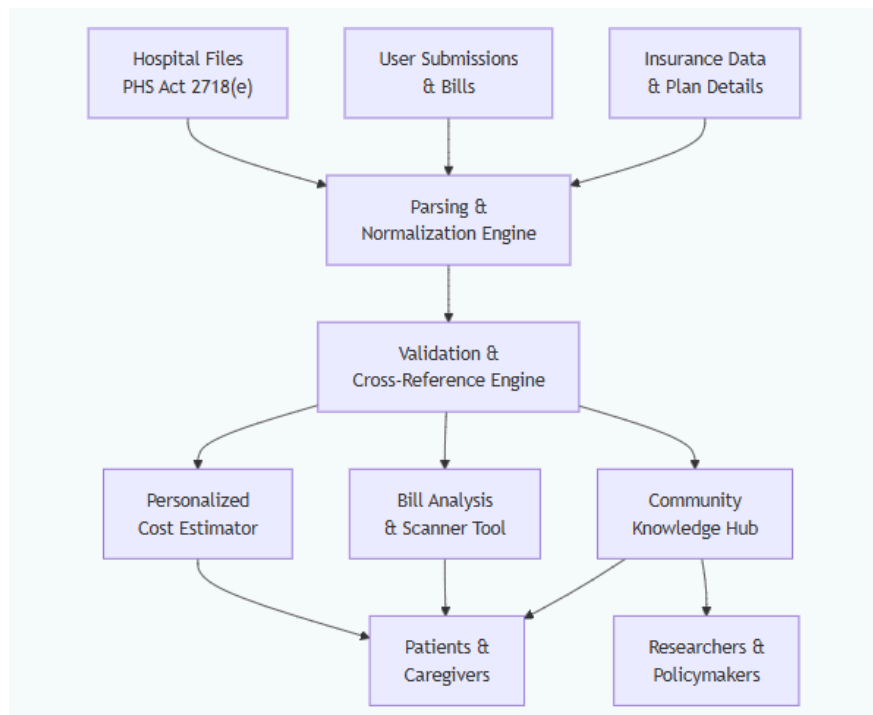 Hospital Files
PHS Act 2718(e)
User Submissions
& Bills
Insurance Data
& Plan Details
Parsing &
Normalization Engine
Validation &
Cross-Reference Engine
Personalized
Cost Estimator
Bill Analysis
& Scanner Tool
Community
Knowledge Hub
Patients &
Caregivers
Researchers &
Policymakers